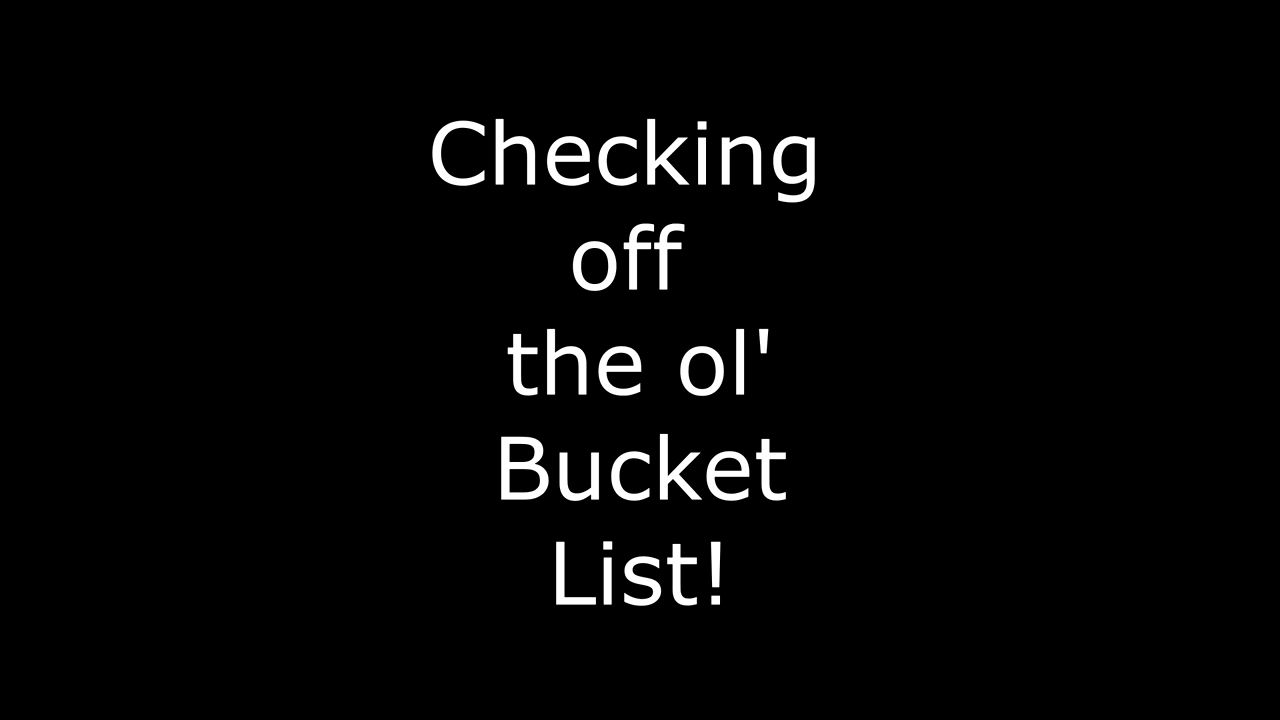 Checking
off
the ol'
Bucket
List!